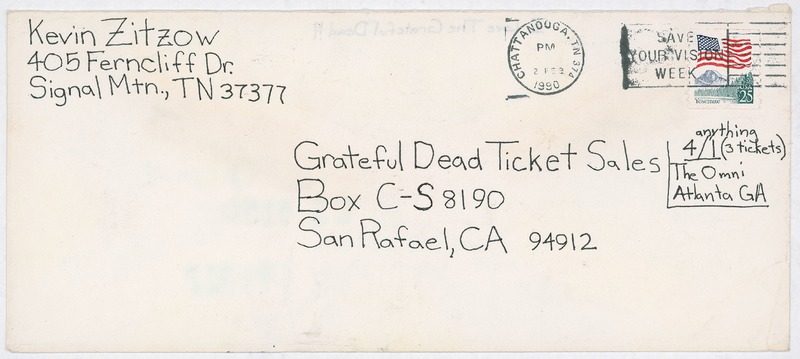 Kevin Zitzow
405 Ferncliff Dr.
Signal Mtn., TN 37377
CHATTANOOGA, TN 374
PM
2 FEB
1990
SAVE
YOUR VISION
WEEK
Yosemite
25
Grateful Dead Ticket Sales
Box C-S 8190
San Rafael, CA 94912
anything
4/1 (3 tickets)
The Omni
Atlanta GA